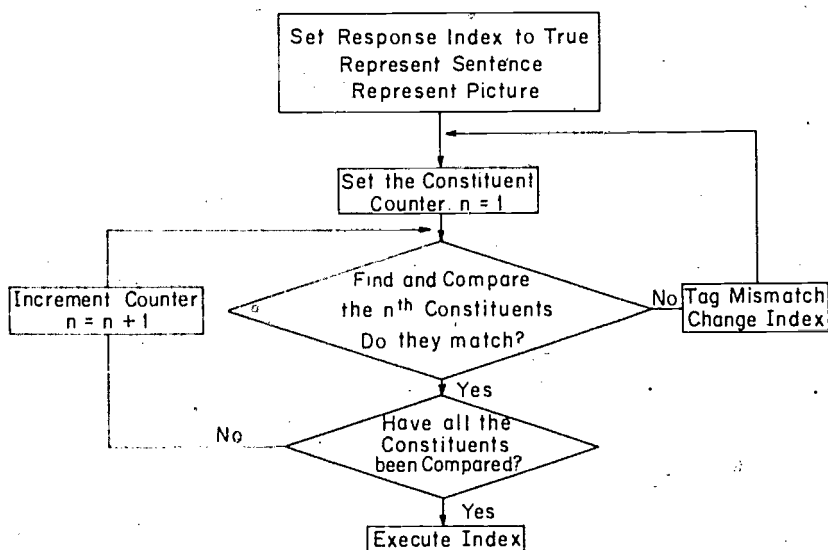 Set Response Index to True
Represent Sentence
Represent Picture
Set the Constituent
Counter. n = 1
Find and Compare
the nth Constituents
Do they match?
No
Tag Mismatch
Change Index
Increment Counter
n = n + 1
Yes
Have all the
Constituents
been Compared?
No
Yes
Execute Index